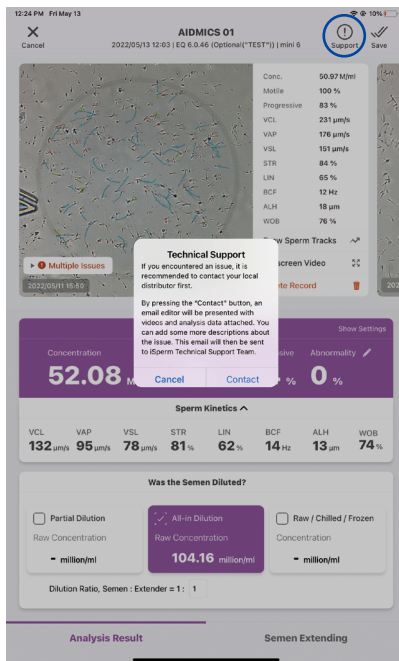 12:24 PM Fri May 13
10%
Cancel
AIDMICS 01
2022/05/13 12:03 | EQ 6.0.46 (Optional("TEST")) | mini 6
Support
Save
Conc. 50.97 M/ml
Motile 100 %
Progressive 83 %
VCL 231 μm/s
VAP 176 μm/s
VSL 151 μm/s
STR 84 %
LIN 65 %
BCF 12 Hz
ALH 18 μm
WOB 76 %
Sperm Tracks
Multiple Issues
screen Video
2022/05/11 15:50
Record
202
Technical Support
If you encountered an issue, it is
recommended to contact your local
distributor first.
By pressing the "Contact" button, an
email editor will be presented with
videos and analysis data attached. You
can add some more descriptions about
the issue. This email will then be sent
to iSperm Technical Support Team.
Cancel
Contact
Show Settings
Concentration
Abnormality
52.08 M
%
0 %
Sperm Kinetics
VCL VAP VSL STR LIN BCF ALH WOB
132 μm/s 95 μm/s 78 μm/s 81 % 62 % 14 Hz 13 μm 74 %
Was the Semen Diluted?
Partial Dilution
All-in Dilution
Raw / Chilled / Frozen
Raw Concentration
Raw Concentration
Concentration
- million/ml
104.16 million/ml
- million/ml
Dilution Ratio, Semen : Extender = 1 : 1
Analysis Result
Semen Extending